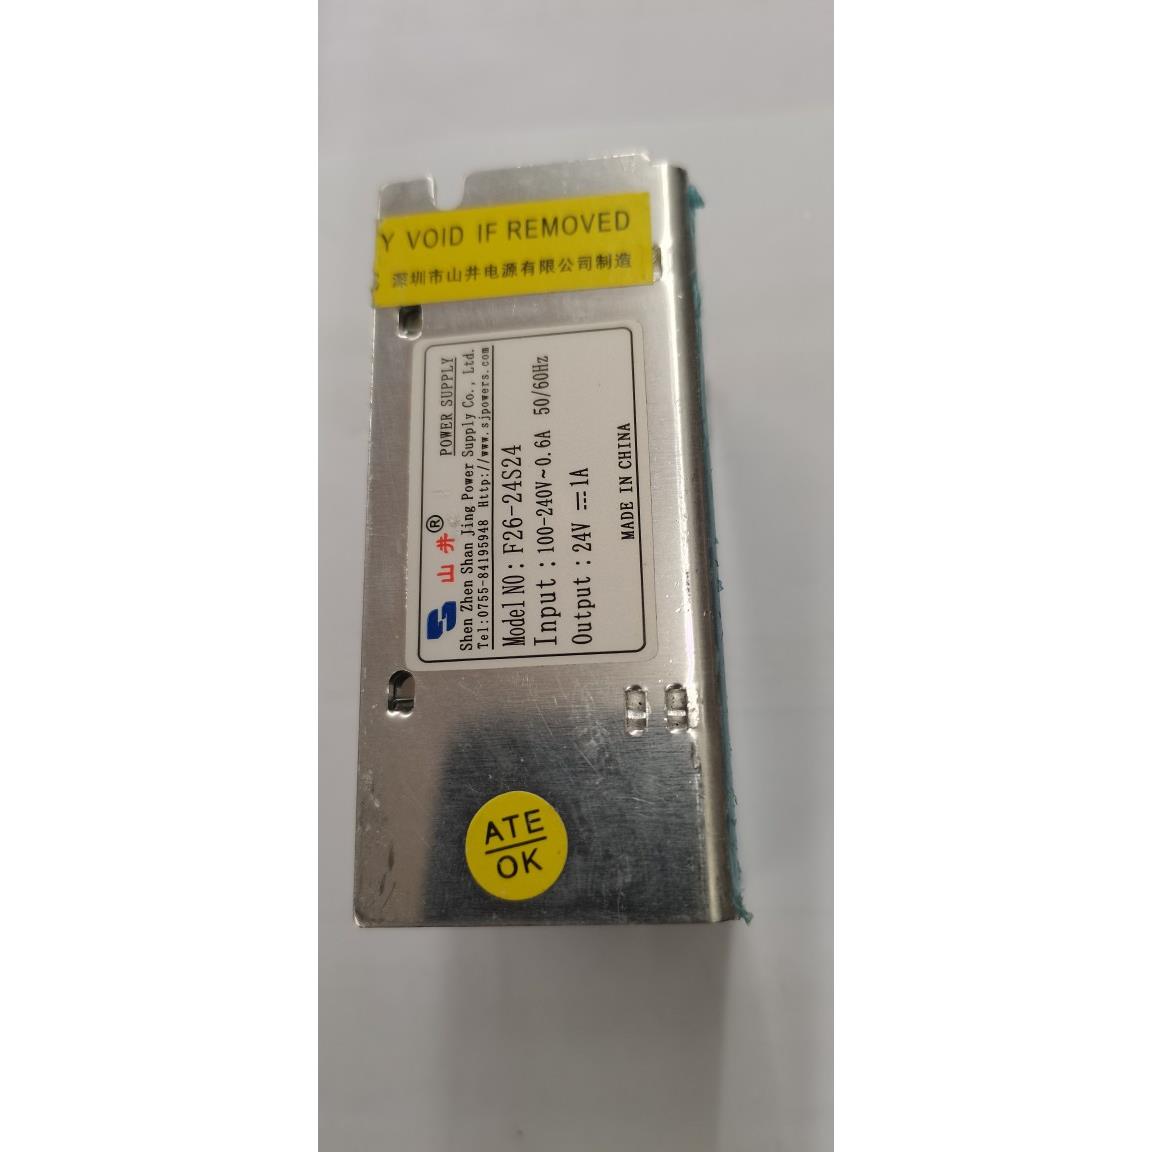 Y VOID IF REMOVED
深圳市山井电源有限公司制造
山井® POWER SUPPLY
Shen Zhen Shan Jing Power Supply Co., Ltd.
Tel:0755-84195948 Http://www.sjpowers.com
Model NO: F26-24S24
Input: 100-240V~0.6A 50/60Hz
Output: 24V⎓1A
MADE IN CHINA
ATE
OK